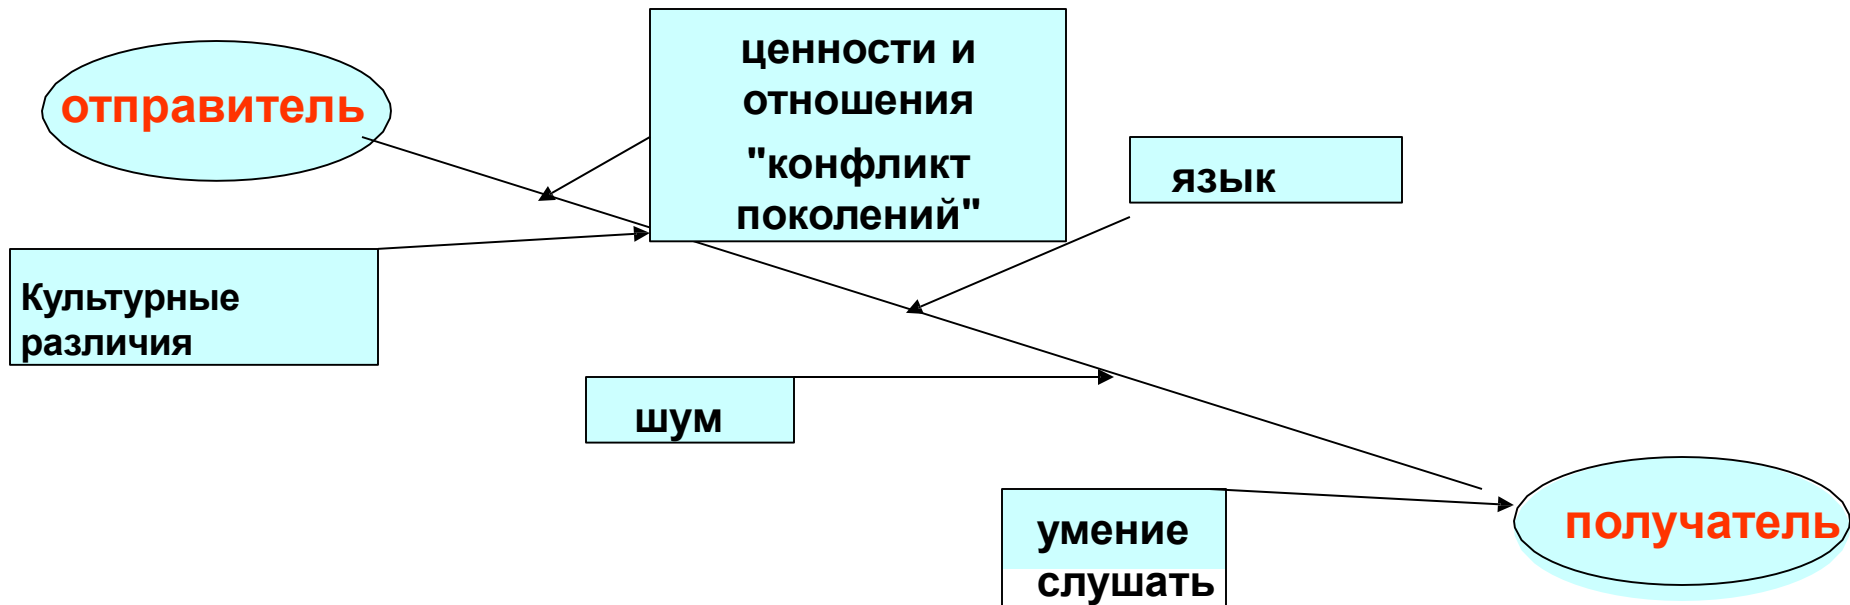 ценности и
отношения
"конфликт
поколений"
отправитель
язык
Культурные
различия
шум
умение
слушать
получатель